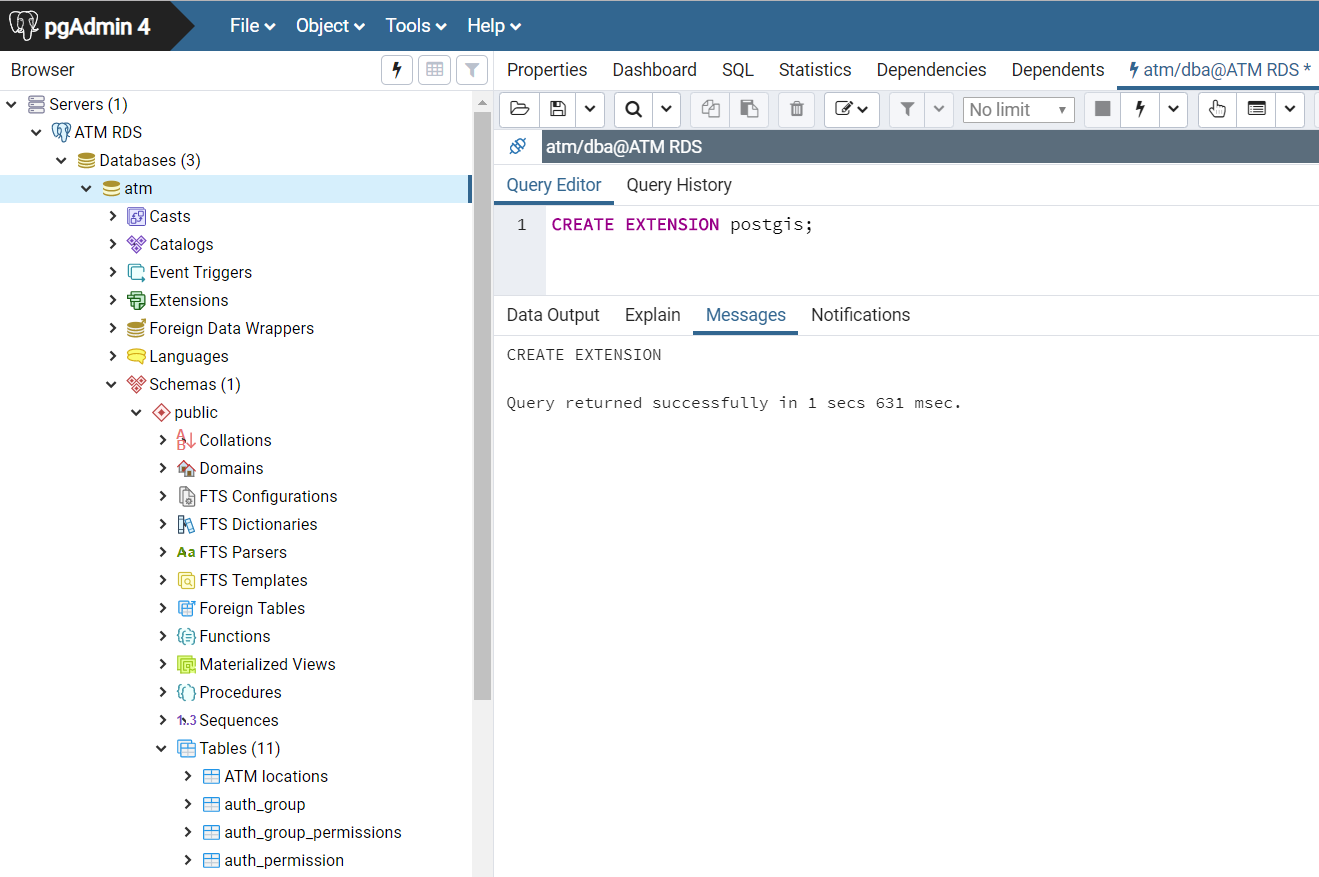 pgAdmin 4
File Object Tools Help
Browser
Properties Dashboard SQL Statistics Dependencies Dependents atm/dba@ATM RDS *
Servers (1)
ATM RDS
Databases (3)
atm
Casts
Catalogs
Event Triggers
Extensions
Foreign Data Wrappers
Languages
Schemas (1)
public
Collations
Domains
FTS Configurations
FTS Dictionaries
Aa FTS Parsers
FTS Templates
Foreign Tables
Functions
Materialized Views
Procedures
1..3 Sequences
Tables (11)
ATM locations
auth_group
auth_group_permissions
auth_permission
No limit
atm/dba@ATM RDS
Query Editor Query History
1 CREATE EXTENSION postgis;
Data Output Explain Messages Notifications
CREATE EXTENSION
Query returned successfully in 1 secs 631 msec.